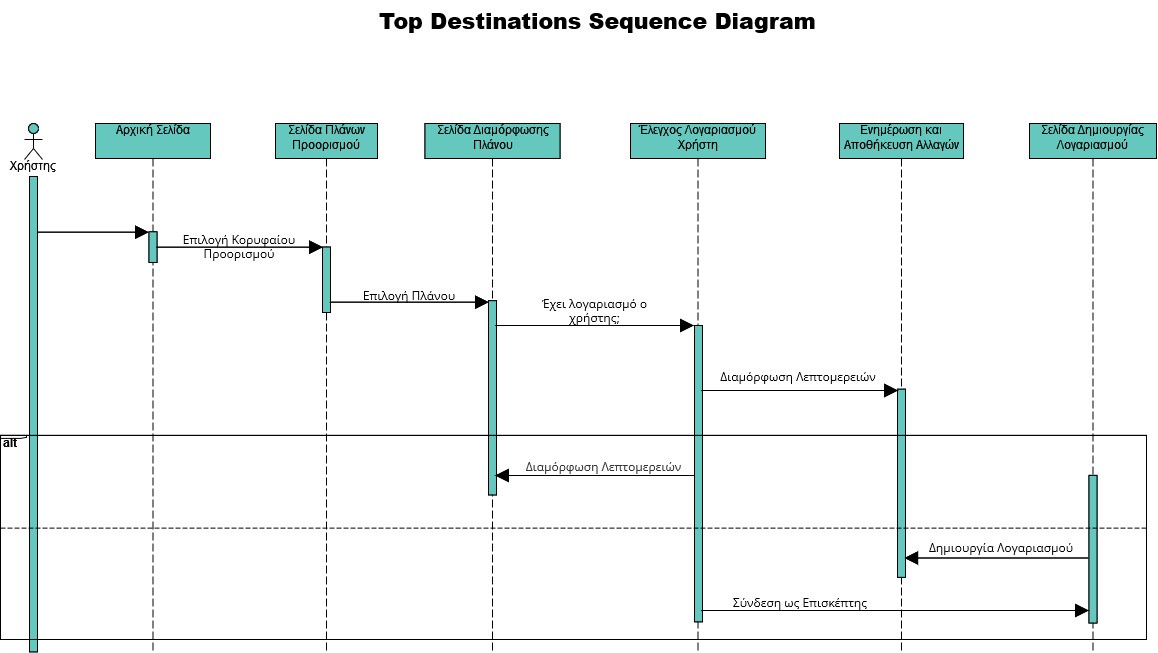 Top Destinations Sequence Diagram
Αρχική Σελίδα
Σελίδα Πλάνων
Προορισμού
Σελίδα Διαμόρφωσης
Πλάνου
Έλεγχος Λογαριασμού
Χρήστη
Ενημέρωση και
Αποθήκευση Αλλαγών
Σελίδα Δημιουργίας
Λογαριασμού
Χρήστης
Επιλογή Κορυφαίου
Προορισμού
Επιλογή Πλάνου
Έχει λογαριασμό ο
χρήστης;
Διαμόρφωση Λεπτομερειών
alt
Διαμόρφωση Λεπτομερειών
Δημιουργία Λογαριασμού
Σύνδεση ως Επισκέπτης